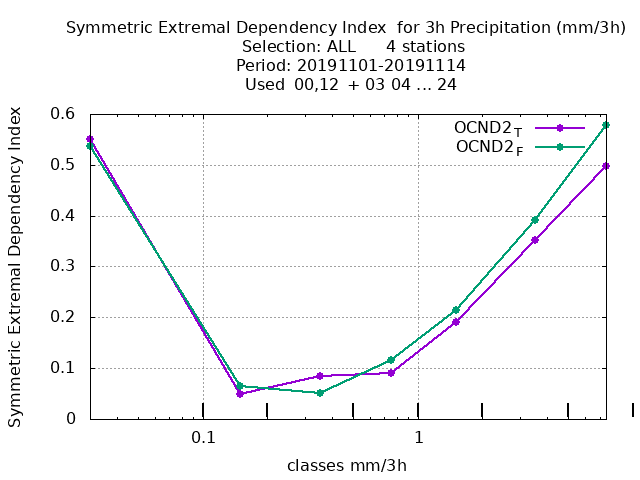 Symmetric Extremal Dependency Index  for 3h Precipitation (mm/3h)
Selection: ALL      4 stations
Period: 20191101-20191114
Used  00,12  + 03 04 ... 24
OCND2T
OCND2F
Symmetric Extremal Dependency Index
0.6
0.5
0.4
0.3
0.2
0.1
0
0.1
1
classes mm/3h